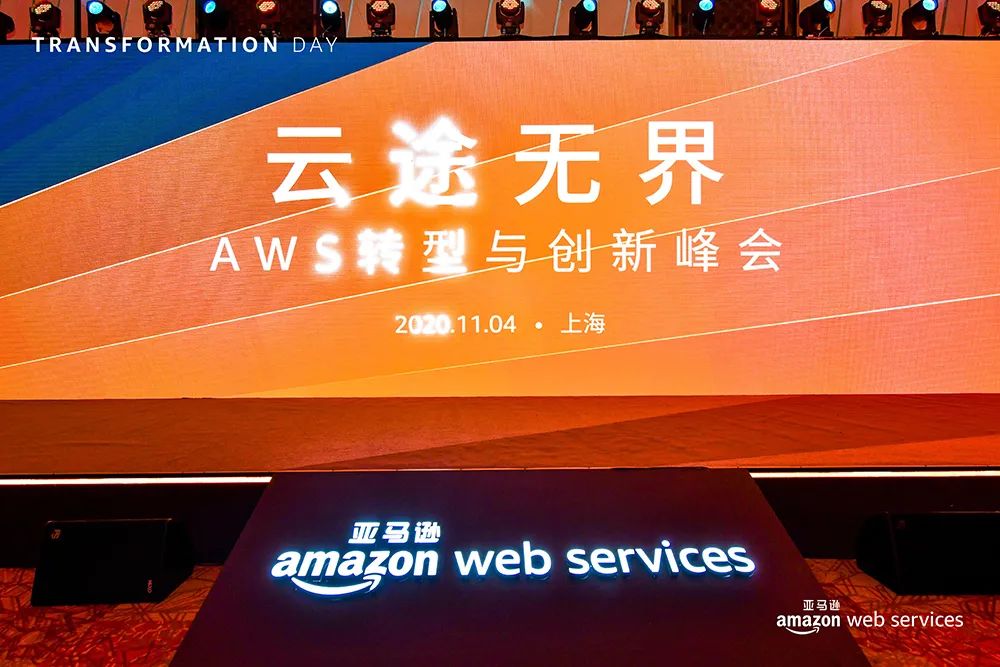 TRANSFORMATION DAY
云途无界
AWS转型与创新峰会
2020.11.04 • 上海
亚马逊
amazon web services
亚马逊
amazon web services